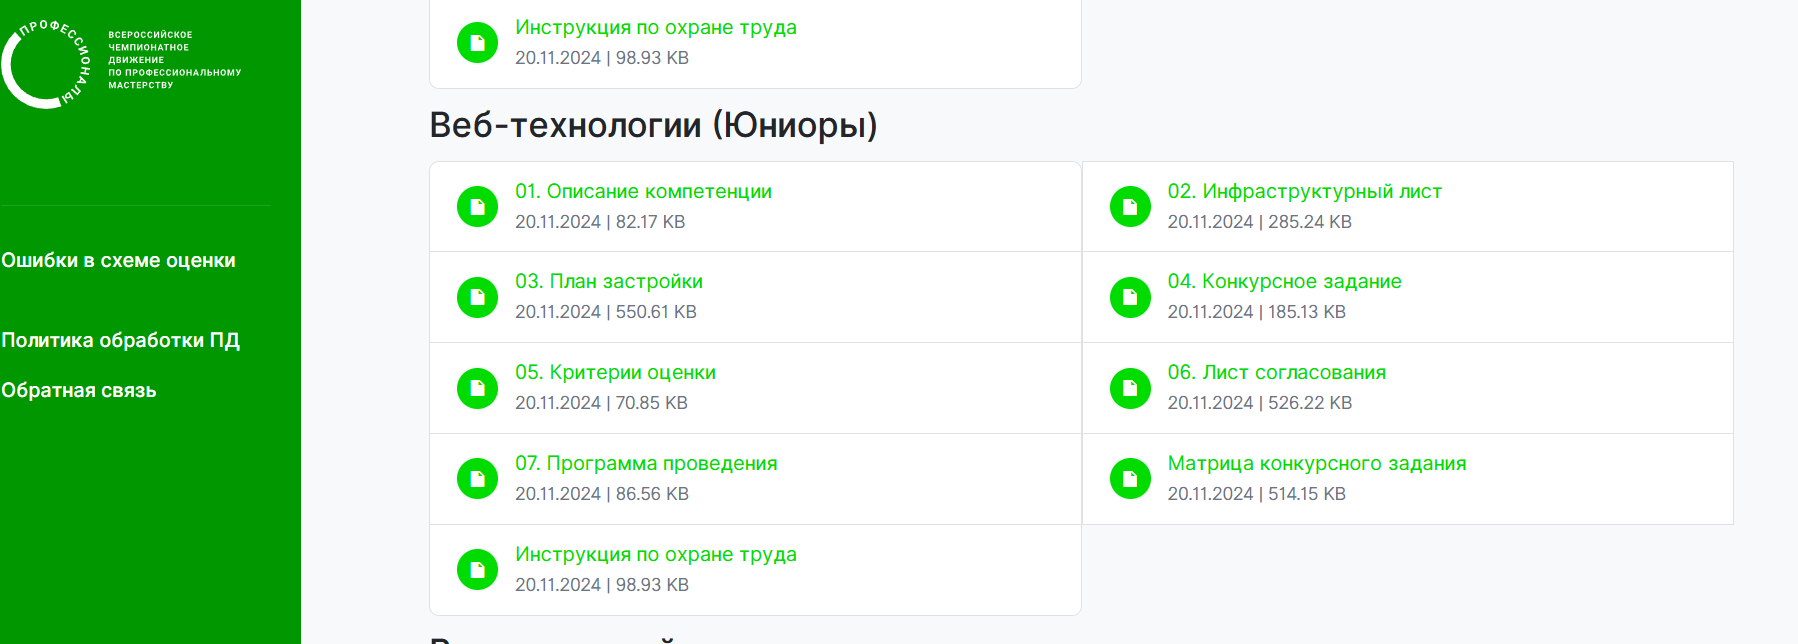 ПРОФЕССИОНАЛЫ
ВСЕРОССИЙСКОЕ
ЧЕМПИОНАТНОЕ
ДВИЖЕНИЕ
ПО ПРОФЕССИОНАЛЬНОМУ
МАСТЕРСТВУ
Ошибки в схеме оценки
Политика обработки ПД
Обратная связь
Инструкция по охране труда
20.11.2024 | 98.93 KB
Веб-технологии (Юниоры)
01. Описание компетенции
20.11.2024 | 82.17 KB
02. Инфраструктурный лист
20.11.2024 | 285.24 KB
03. План застройки
20.11.2024 | 550.61 KB
04. Конкурсное задание
20.11.2024 | 185.13 KB
05. Критерии оценки
20.11.2024 | 70.85 KB
06. Лист согласования
20.11.2024 | 526.22 KB
07. Программа проведения
20.11.2024 | 86.56 KB
Матрица конкурсного задания
20.11.2024 | 514.15 KB
Инструкция по охране труда
20.11.2024 | 98.93 KB